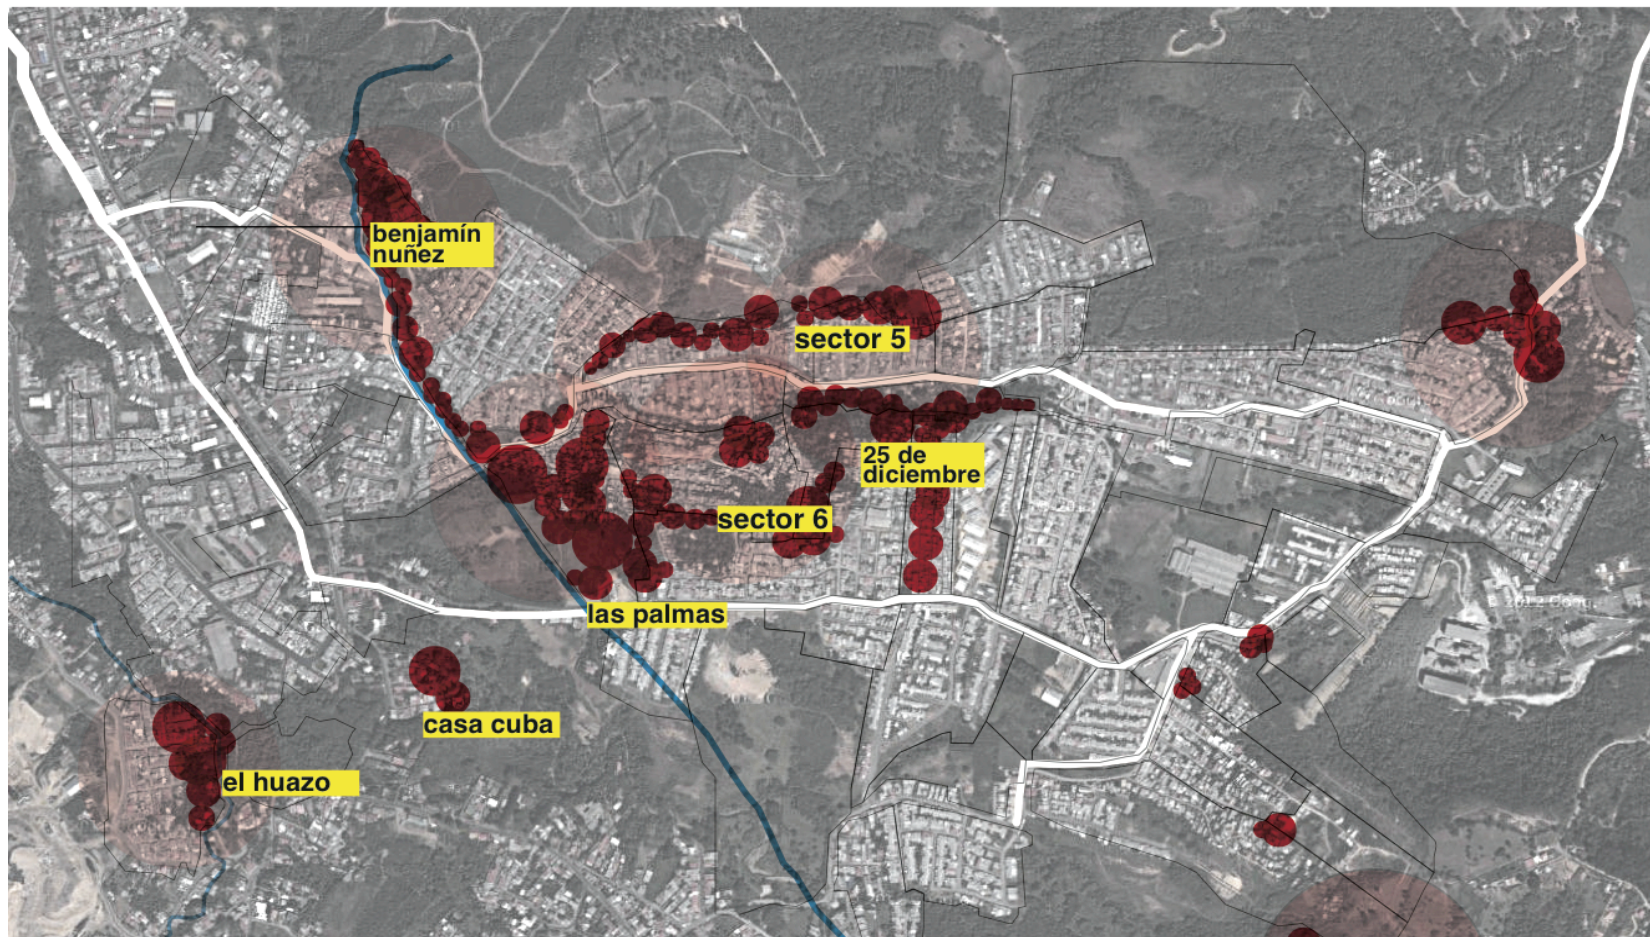 benjamín
nuñez
sector 5
25 de
diciembre
sector 6
las palmas
casa cuba
el huazo